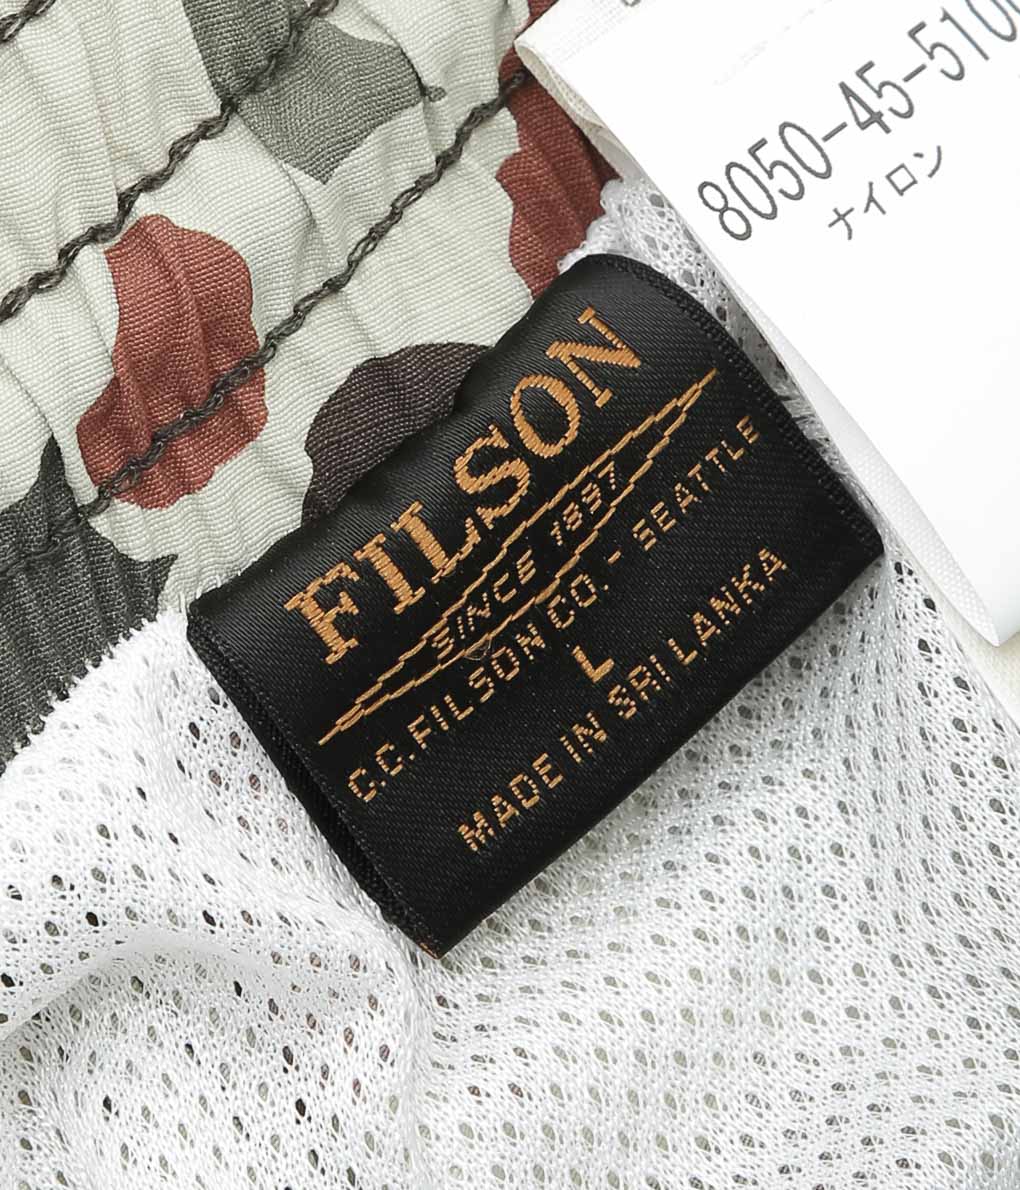 8050-45-510
ナイロン
FILSON
SINCE 1897
C.C.FILSON CO. - SEATTLE
L
MADE IN SRI LANKA